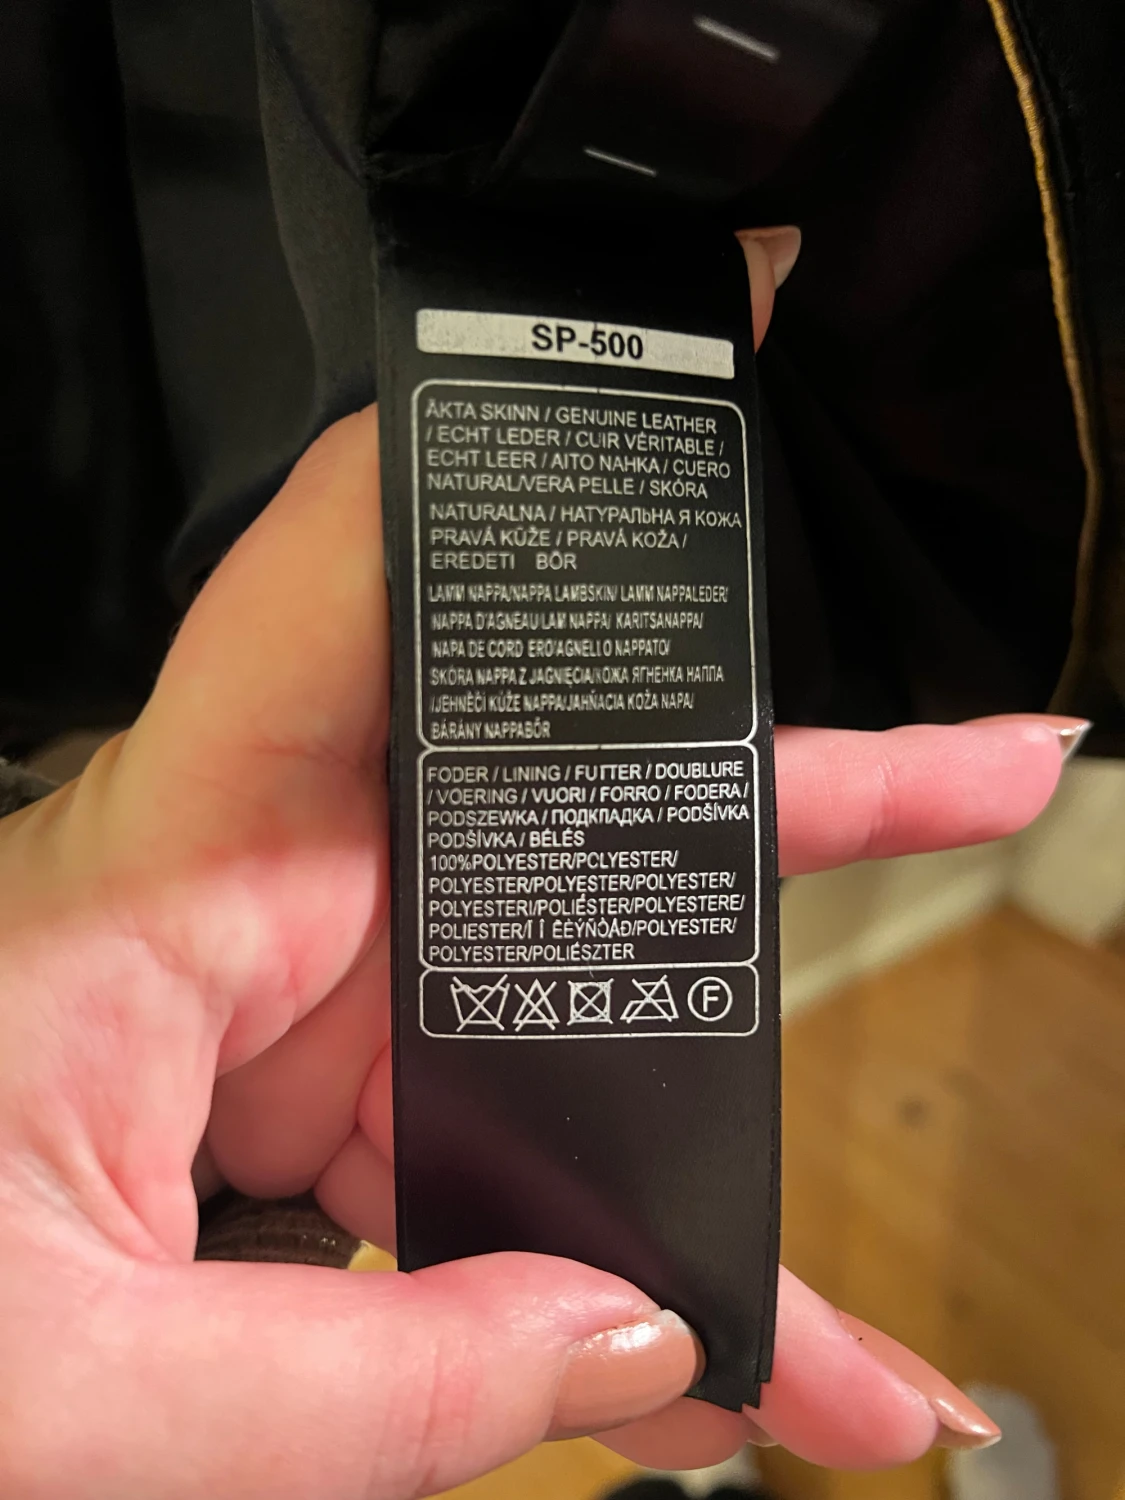 SP-500
ÄKTA SKINN / GENUINE LEATHER
/ ECHT LEDER / CUIR VÉRITABLE /
ECHT LEER / AITO NAHKA / CUERO
NATURAL/VERA PELLE / SKÓRA
NATURALNA / НАТУРАЛЬНА Я КОЖА
PRAVÁ KŮŽE / PRAVÁ KOŽA /
EREDETI BŐR
LAMM NAPPA/NAPPA LAMBSKIN/ LAMM NAPPALEDER/
NAPPA D'AGNEAU/LAM NAPPA/ KARITSANAPPA/
NAPA DE CORD ERO/AGNELLO NAPPATO/
SKÓRA NAPPA Z JAGNIĘCIA/КОЖА ЯГНЕНКА НАППА
/JEHNĚČÍ KŮŽE NAPPA/JAHŇACIA KOŽA NAPA/
BÁRÁNY NAPPABŐR
FODER / LINING / FUTTER / DOUBLURE
/ VOERING / VUORI / FORRO / FODERA /
PODSZEWKA / ПОДКПАДКА / PODŠÍVKA
PODŠÍVKA / BÉLÉS
100%POLYESTER/POLYESTER/
POLYESTER/POLYESTER/POLYESTER/
POLYESTERI/POLIÉSTER/POLYESTERE/
POLIESTER/Ï Î ËÈÝÑÒÅÐ/POLYESTER/
POLYESTER/POLIÉSZTER
F